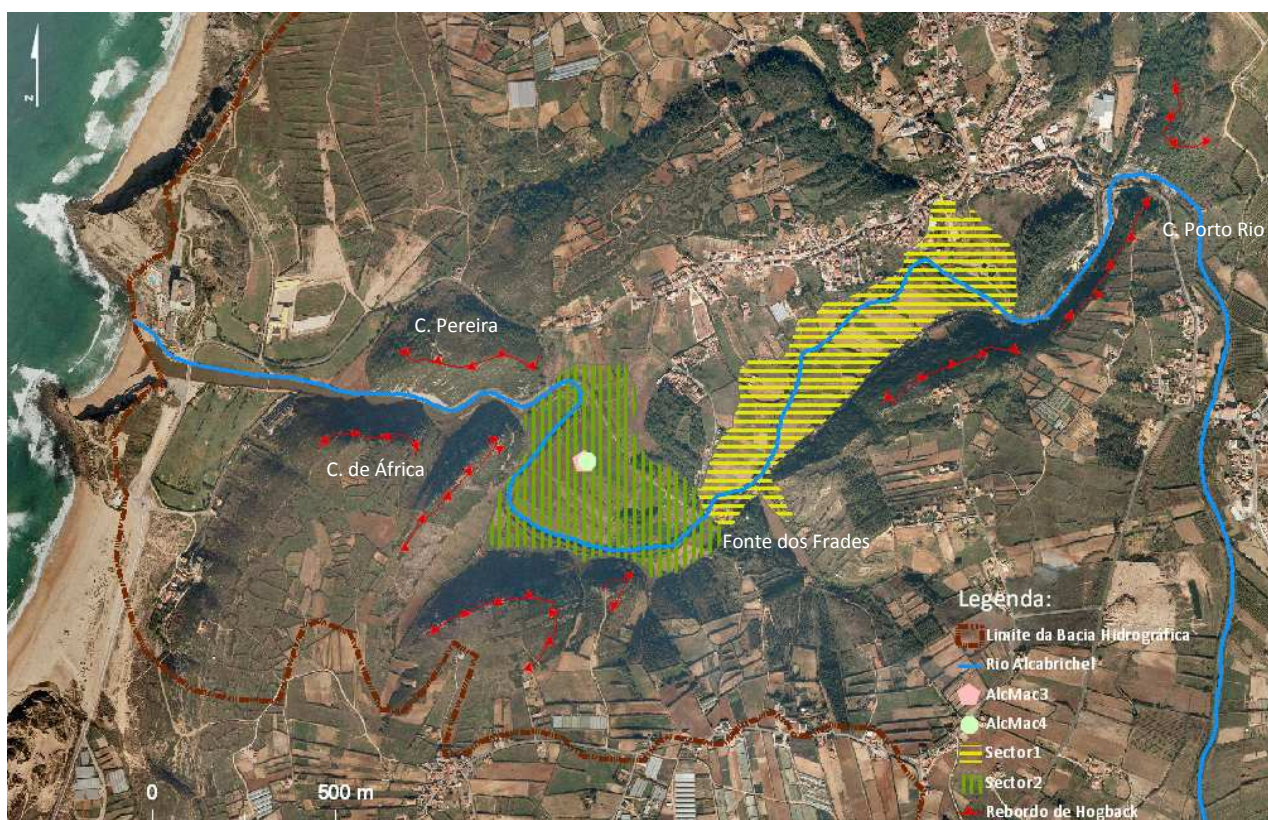 z
C. Porto Rio
C. Pereira
C. de África
Fonte dos Frades
Legenda:
Limite da Bacia Hidrográfica
Rio Alcabrichel
AlcMac3
AlcMac4
Sector1
Sector2
Rebordo de Hogback
0 500 m